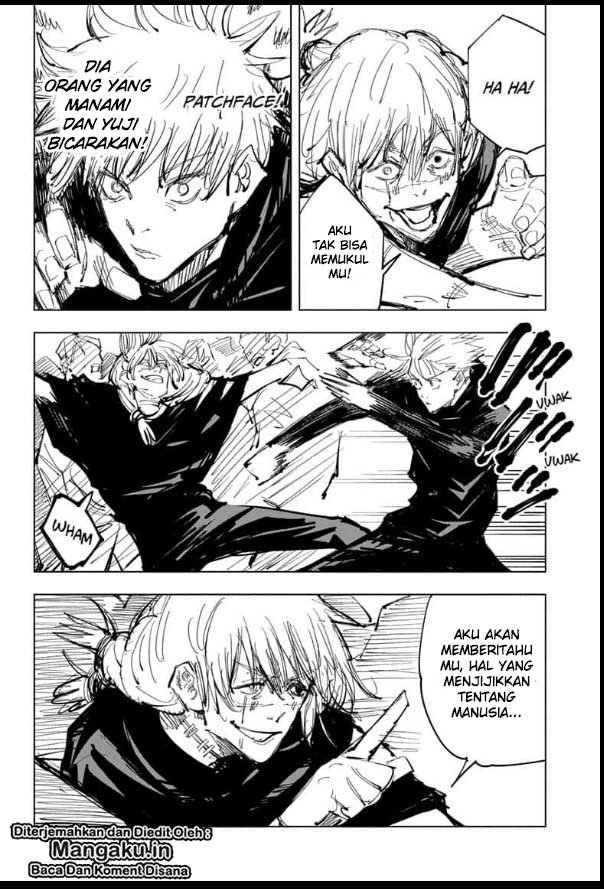 HA HA!
AKU
TAK BISA
MEMUKUL
MU!
DIA
ORANG YANG
MANAMI
DAN YUJI
BICARAKAN!
PATCHFACE!
UWAK
UWAK
WHAM
AKU AKAN
MEMBERITAHU
MU, HAL YANG
MENJIJIKKAN
TENTANG
MANUSIA...
Diterjemahkan dan Diedit Oleh :
Mangaku.in
Baca Dan Koment Disana